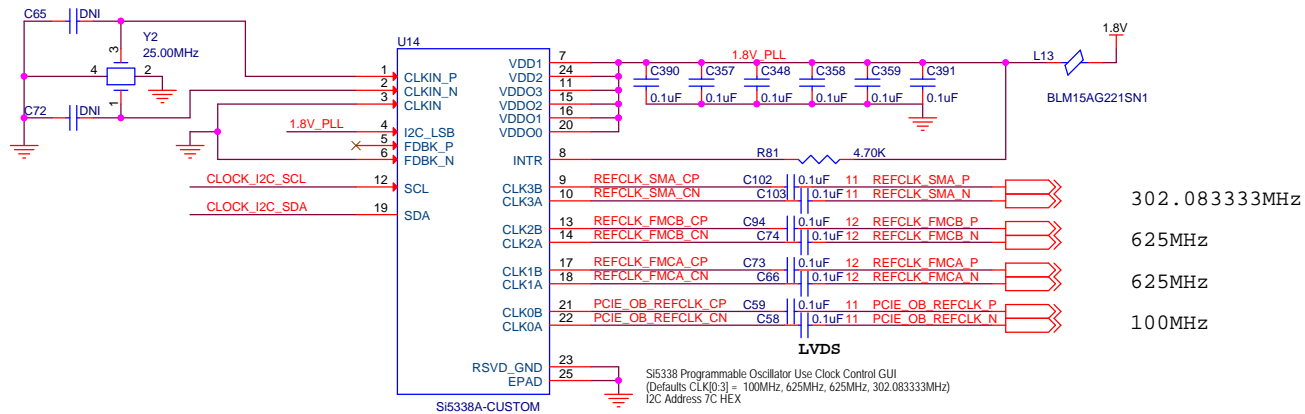 C65 DNI
Y2
25.00MHz
3
4 2
1
C72 DNI
U14
1 CLKIN_P
2 CLKIN_N
3 CLKIN
1.8V_PLL 4 I2C_LSB
5 FDBK_P
6 FDBK_N
CLOCK_I2C_SCL 12 SCL
CLOCK_I2C_SDA 19 SDA
VDD1 7
VDD2 24
VDDO3 11
VDDO2 15
VDDO1 16
VDDO0 20
INTR 8
CLK3B 9
CLK3A 10
CLK2B 13
CLK2A 14
CLK1B 17
CLK1A 18
CLK0B 21
CLK0A 22
RSVD_GND 23
EPAD 25
Si5338A-CUSTOM
1.8V_PLL
C390 C357 C348 C358 C359 C391
0.1uF 0.1uF 0.1uF 0.1uF 0.1uF 0.1uF
L13
1.8V
BLM15AG221SN1
R81 4.70K
REFCLK_SMA_CP C102 0.1uF 11 REFCLK_SMA_P
REFCLK_SMA_CN C103 0.1uF 11 REFCLK_SMA_N
302.083333MHz
REFCLK_FMCB_CP C94 0.1uF 12 REFCLK_FMCB_P
REFCLK_FMCB_CN C74 0.1uF 12 REFCLK_FMCB_N
625MHz
REFCLK_FMCA_CP C73 0.1uF 12 REFCLK_FMCA_P
REFCLK_FMCA_CN C66 0.1uF 12 REFCLK_FMCA_N
625MHz
PCIE_OB_REFCLK_CP C59 0.1uF 11 PCIE_OB_REFCLK_P
PCIE_OB_REFCLK_CN C58 0.1uF 11 PCIE_OB_REFCLK_N
100MHz
LVDS
Si5338 Programmable Oscillator Use Clock Control GUI
(Defaults CLK[0:3] = 100MHz, 625MHz, 625MHz, 302.083333MHz)
I2C Address 7C HEX